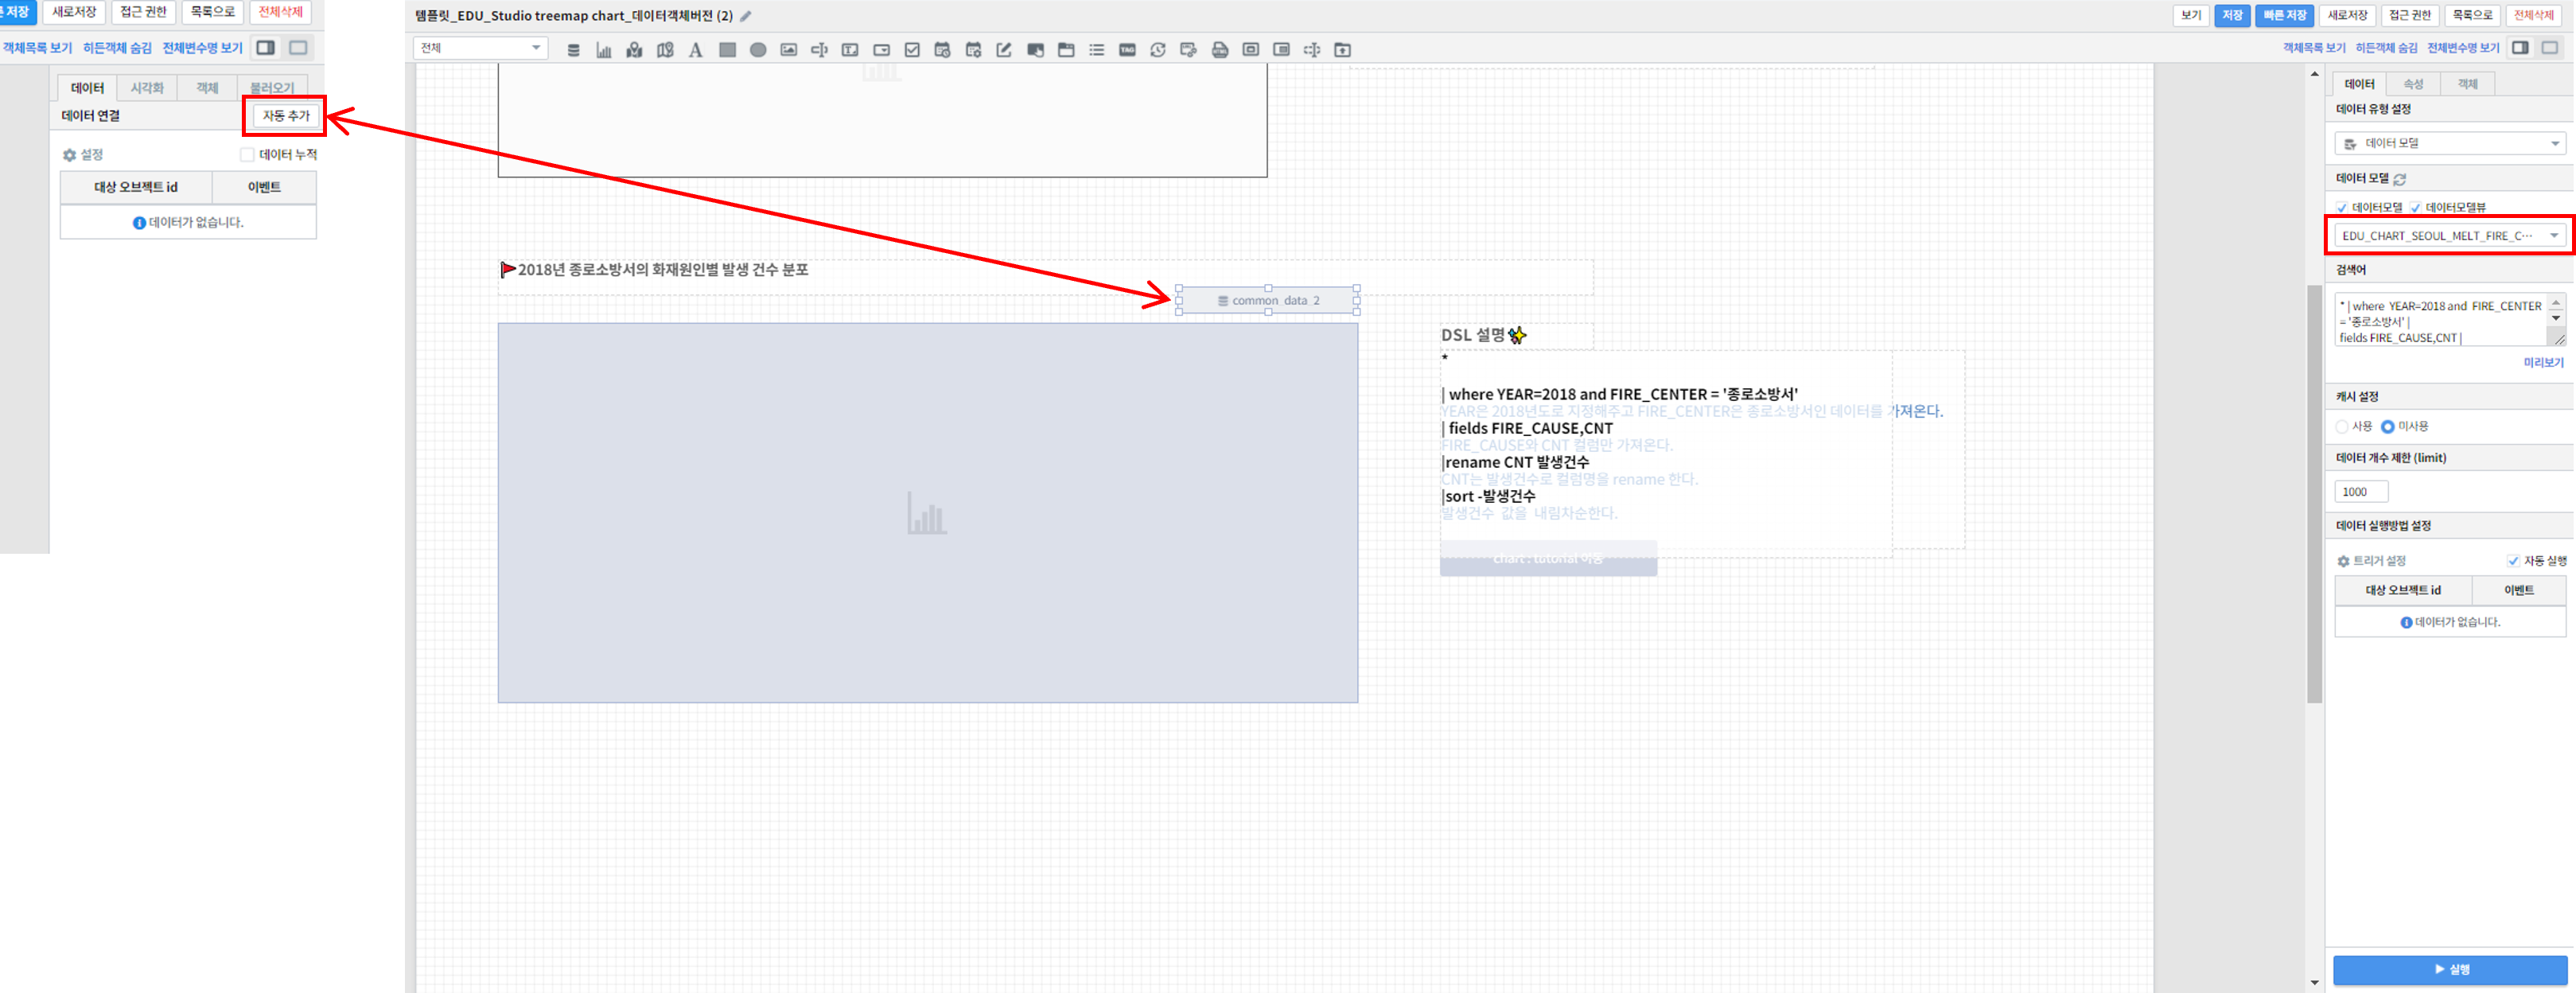 른 저장 새로저장 접근 권한 목록으로 전체삭제
객체목록 보기 히든객체 숨김 전체변수명 보기
데이터 시각화 객체 불러오기
데이터 연결 자동 추가
설정 데이터 누적
대상 오브젝트 id 이벤트
데이터가 없습니다.
템플릿_EDU_Studio treemap chart_데이터객체버전 (2)
보기 저장 빠른 저장 새로저장 접근 권한 목록으로 전체삭제
전체
객체목록 보기 히든객체 숨김 전체변수명 보기
2018년 종로소방서의 화재원인별 발생 건수 분포
common_data_2
DSL 설명
*
| where YEAR=2018 and FIRE_CENTER = '종로소방서'
YEAR은 2018년도로 지정해주고 FIRE_CENTER은 종로소방서인 데이터를 가져온다.
| fields FIRE_CAUSE,CNT
FIRE_CAUSE와 CNT 컬럼만 가져온다.
|rename CNT 발생건수
CNT는 발생건수로 컬럼명을 rename 한다.
|sort -발생건수
발생건수 값을 내림차순한다.
chart : tutorial 이동
데이터 속성 객체
데이터 유형 설정
데이터 모델
데이터 모델
데이터모델 데이터모델뷰
EDU_CHART_SEOUL_MELT_FIRE_C···
검색어
* | where YEAR=2018 and FIRE_CENTER
= '종로소방서' |
fields FIRE_CAUSE,CNT |
미리보기
캐시 설정
사용 미사용
데이터 개수 제한 (limit)
1000
데이터 실행방법 설정
트리거 설정 자동 실행
대상 오브젝트 id 이벤트
데이터가 없습니다.
실행